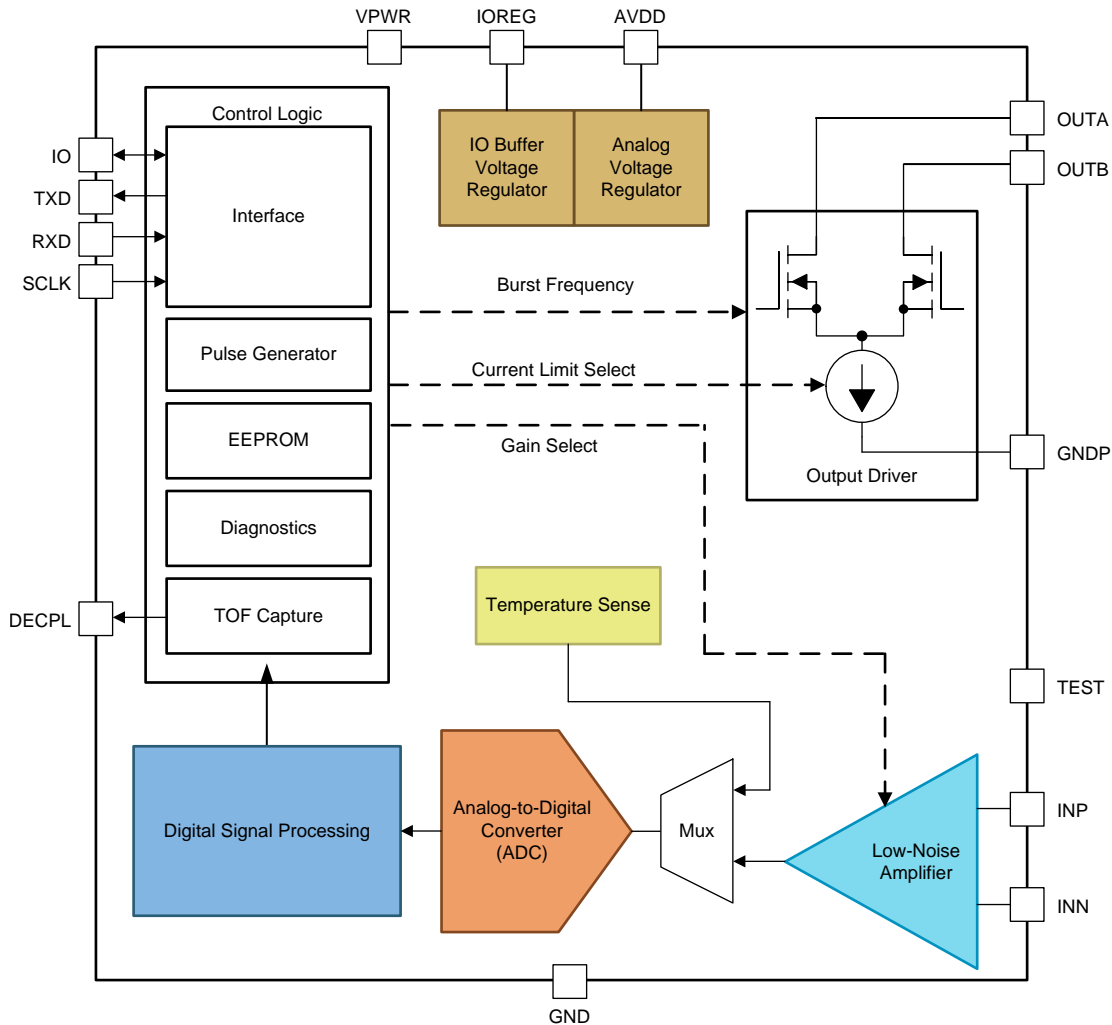 VPWR
IOREG
AVDD
Control Logic
IO
TXD
RXD
SCLK
Interface
IO Buffer
Voltage
Regulator
Analog
Voltage
Regulator
OUTA
OUTB
Burst Frequency
Pulse Generator
Current Limit Select
EEPROM
Gain Select
GNDP
Output Driver
Diagnostics
DECPL
TOF Capture
Temperature Sense
TEST
Digital Signal Processing
Analog-to-Digital
Converter
(ADC)
Mux
Low-Noise
Amplifier
INP
INN
GND